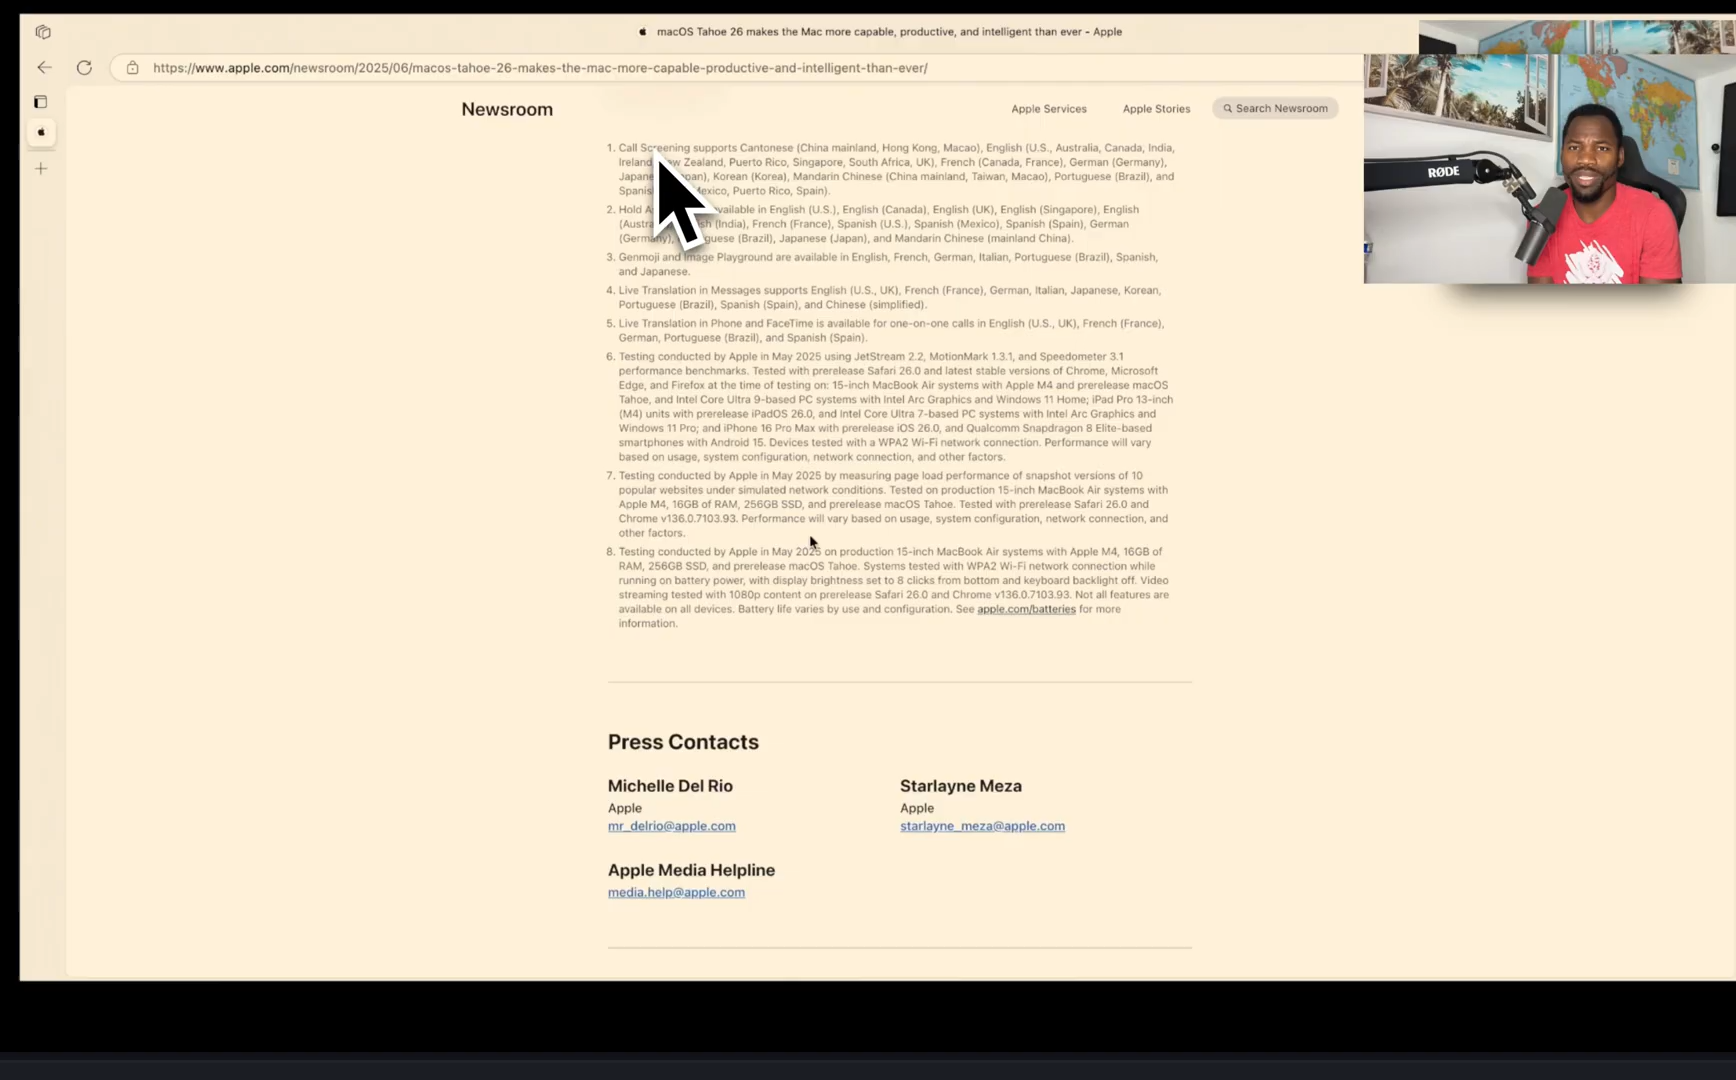 macOS Tahoe 26 makes the Mac more capable, productive, and intelligent than ever - Apple
https://www.apple.com/newsroom/2025/06/macos-tahoe-26-makes-the-mac-more-capable-productive-and-intelligent-than-ever/
Newsroom
Apple Services
Apple Stories
Search Newsroom
RØDE
1. Call Screening supports Cantonese (China mainland, Hong Kong, Macao), English (U.S., Australia, Canada, India,
Ireland, Zealand, Puerto Rico, Singapore, South Africa, UK), French (Canada, France), German (Germany),
Korean (Korea), Mandarin Chinese (China mainland, Taiwan, Macao), Portuguese (Brazil), and
Puerto Rico, Spain).
2. Hold available in English (U.S.), English (Canada), English (UK), English (Singapore), English
(India), French (France), Spanish (U.S.), Spanish (Mexico), Spanish (Spain), German
(Germany), (Brazil), Japanese (Japan), and Mandarin Chinese (mainland China).
3. Genmoji and Image Playground are available in English, French, German, Italian, Portuguese (Brazil), Spanish,
and Japanese.
4. Live Translation in Messages supports English (U.S., UK), French (France), German, Italian, Japanese, Korean,
Portuguese (Brazil), Spanish (Spain), and Chinese (simplified).
5. Live Translation in Phone and FaceTime is available for one-on-one calls in English (U.S., UK), French (France),
German, Portuguese (Brazil), and Spanish (Spain).
6. Testing conducted by Apple in May 2025 using JetStream 2.2, MotionMark 1.3.1, and Speedometer 3.1
performance benchmarks. Tested with prerelease Safari 26.0 and latest stable versions of Chrome, Microsoft
Edge, and Firefox at the time of testing on: 15-inch MacBook Air systems with Apple M4 and prerelease macOS
Tahoe, and Intel Core Ultra 9-based PC systems with Intel Arc Graphics and Windows 11 Home; iPad Pro 13-inch
(M4) units with prerelease iPadOS 26.0, and Intel Core Ultra 7-based PC systems with Intel Arc Graphics and
Windows 11 Pro; and iPhone 16 Pro Max with prerelease iOS 26.0, and Qualcomm Snapdragon 8 Elite-based
smartphones with Android 15. Devices tested with a WPA2 Wi-Fi network connection. Performance will vary
based on usage, system configuration, network connection, and other factors.
7. Testing conducted by Apple in May 2025 by measuring page load performance of snapshot versions of 10
popular websites under simulated network conditions. Tested on production 15-inch MacBook Air systems with
Apple M4, 16GB of RAM, 256GB SSD, and prerelease macOS Tahoe. Tested with prerelease Safari 26.0 and
Chrome v136.0.7103.93. Performance will vary based on usage, system configuration, network connection, and
other factors.
8. Testing conducted by Apple in May 2025 on production 15-inch MacBook Air systems with Apple M4, 16GB of
RAM, 256GB SSD, and prerelease macOS Tahoe. Systems tested with WPA2 Wi-Fi network connection while
running on battery power, with display brightness set to 8 clicks from bottom and keyboard backlight off. Video
streaming tested with 1080p content on prerelease Safari 26.0 and Chrome v136.0.7103.93. Not all features are
available on all devices. Battery life varies by use and configuration. See apple.com/batteries for more
information.
Press Contacts
Michelle Del Rio
Apple
mr_delrio@apple.com
Starlayne Meza
Apple
starlayne_meza@apple.com
Apple Media Helpline
media.help@apple.com